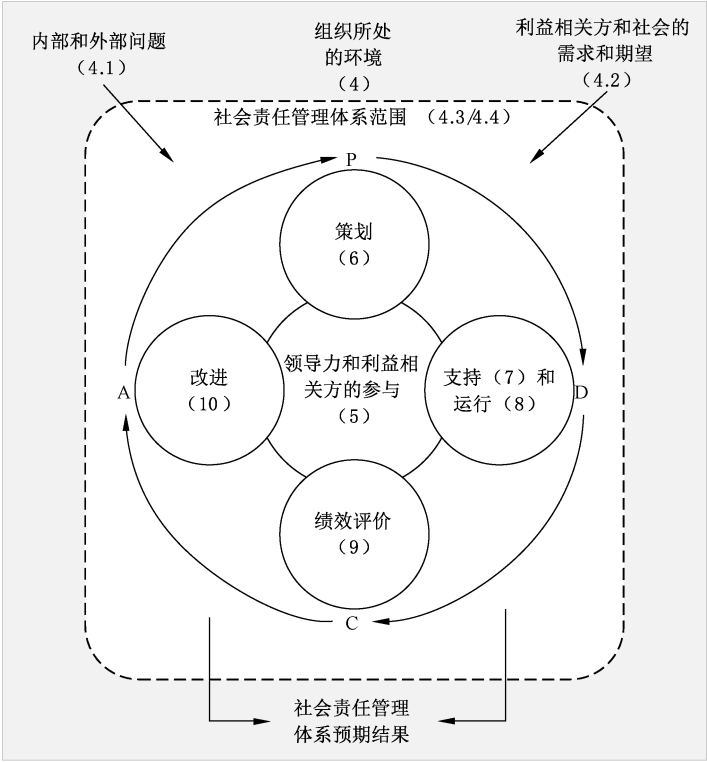 内部和外部问题
（4.1）
组织所处
的环境
（4）
利益相关方和社会的
需求和期望
（4.2）
社会责任管理体系范围 （4.3/4.4）
P
策划
（6）
A
改进
（10）
领导力和利益相
关方的参与
（5）
支持（7）和
运行（8）
D
绩效评价
（9）
C
社会责任管理
体系预期结果